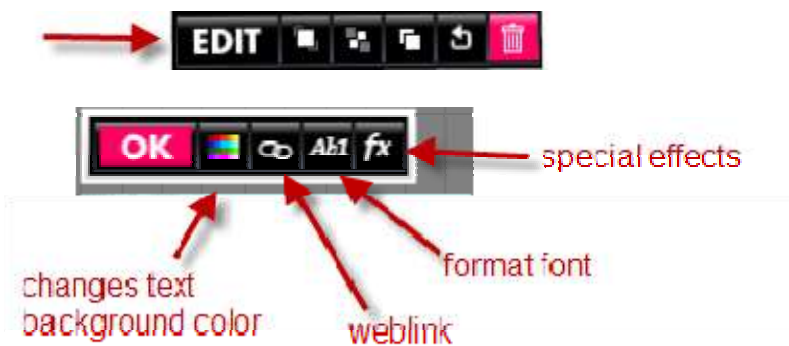 EDIT
OK Ab1 fx
special effects
format font
changes text
background color
weblink